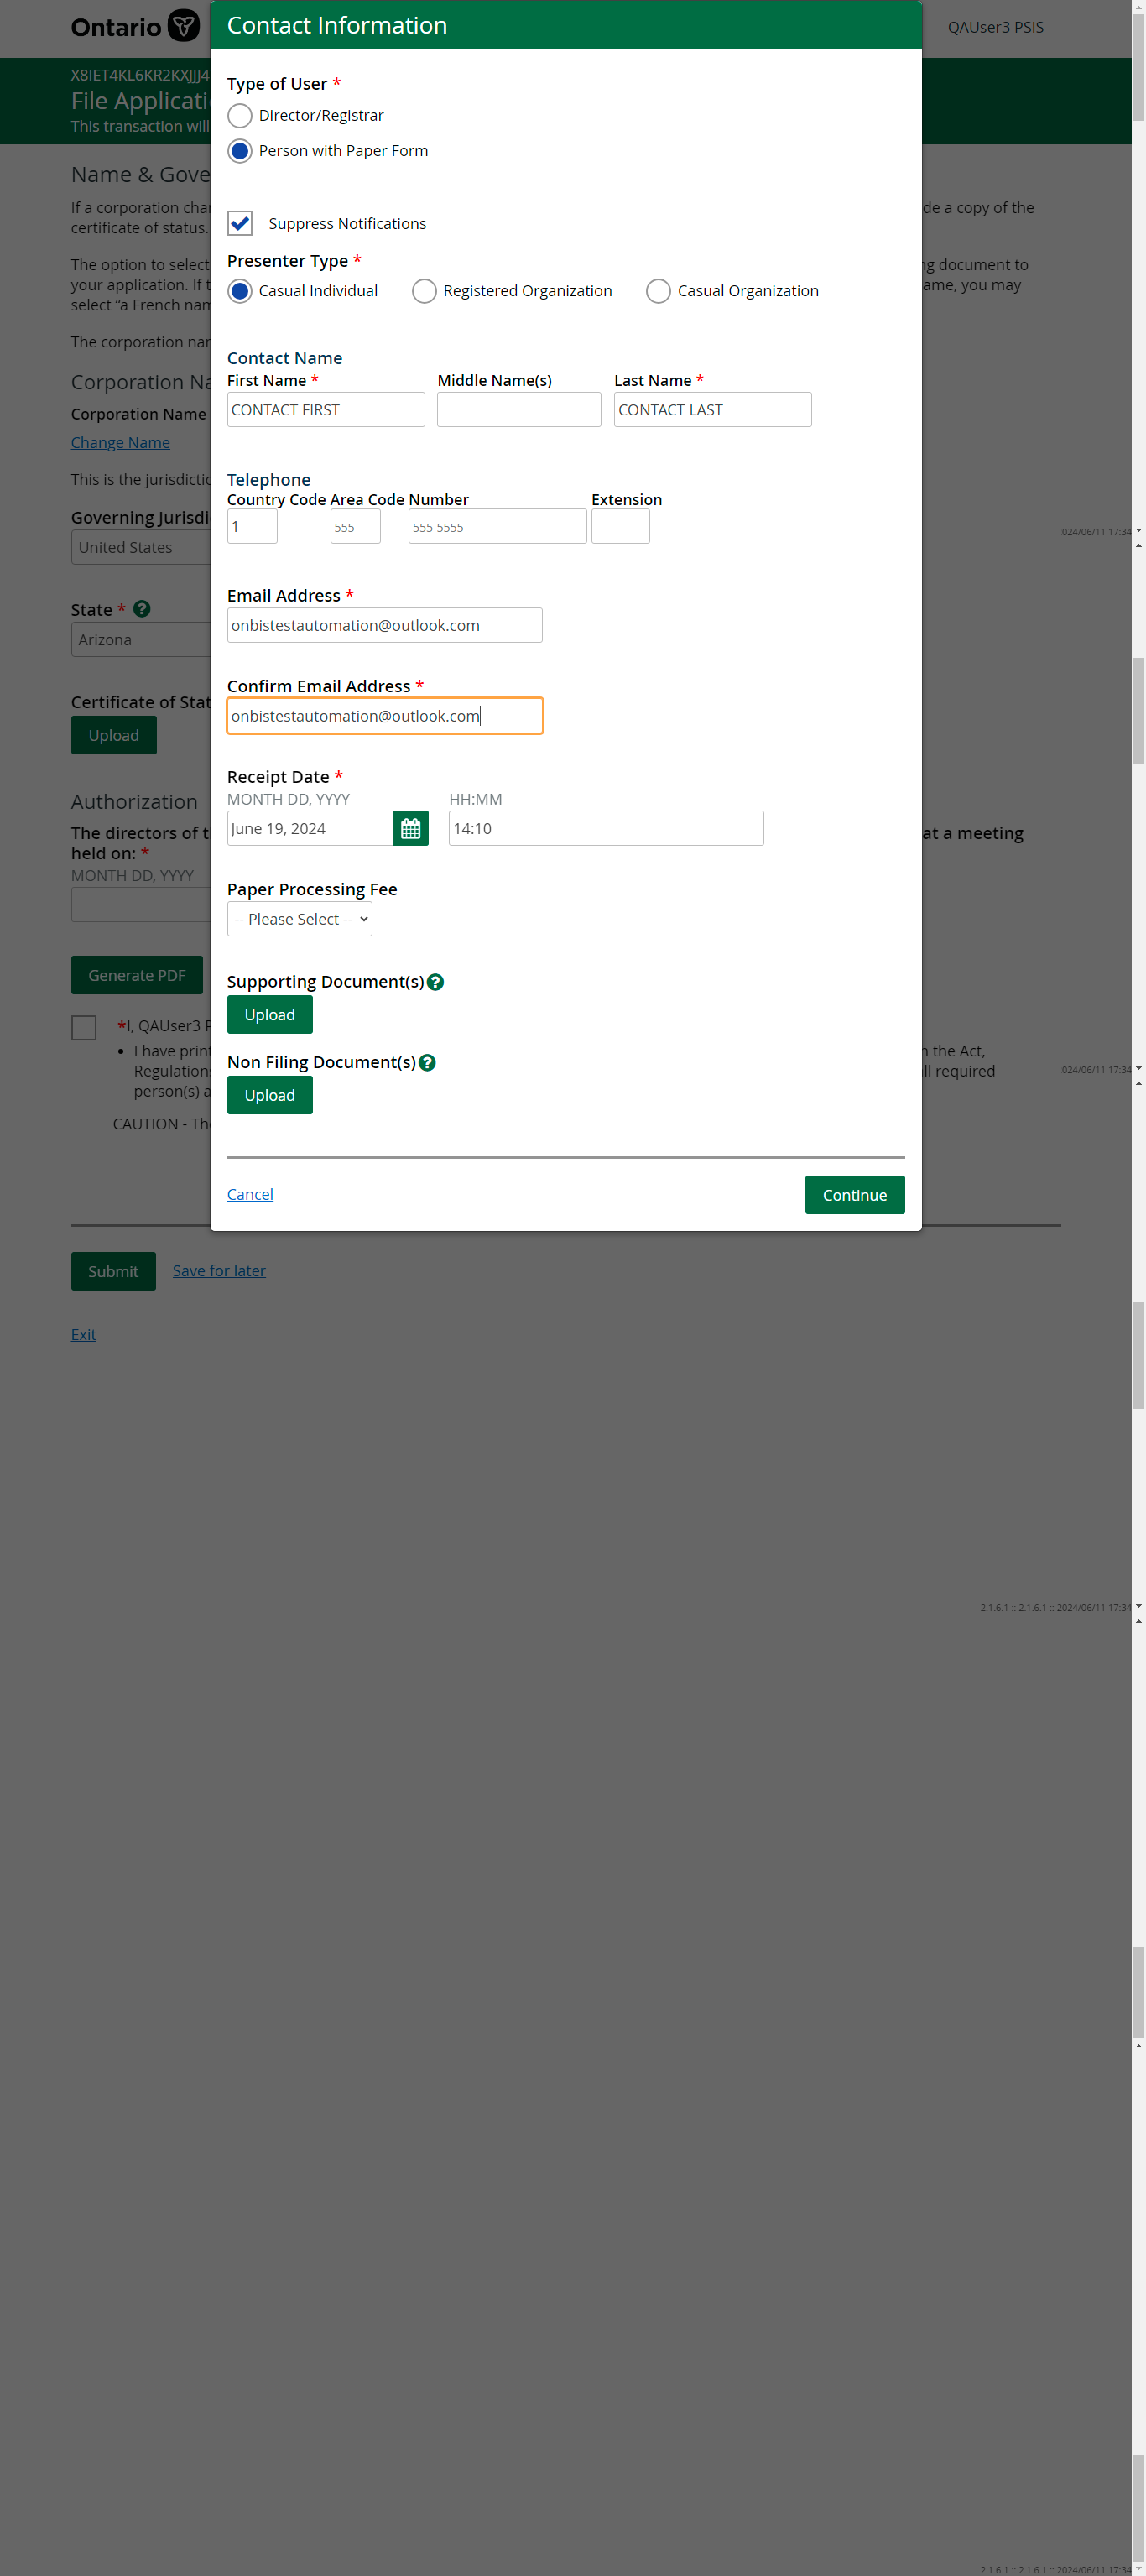 Contact Information
Ontario
QAUser3 PSIS
X8IET4KL6KR2KXJJJ4
File Applicati
This transaction will
Type of User *
Director/Registrar
Person with Paper Form
Name & Gove
If a corporation cha
de a copy of the
certificate of status.
Suppress Notifications
The option to select
ng document to
Presenter Type *
your application. If t
ame, you may
Casual Individual
Registered Organization
Casual Organization
select “a French nam
The corporation nar
Contact Name
Corporation Na
First Name *
Middle Name(s)
Last Name *
Corporation Name
CONTACT FIRST
CONTACT LAST
Change Name
This is the jurisdictio
Telephone
Country Code
Area Code
Number
Extension
Governing Jurisdi
1
555
555-5555
024/06/11 17:34
United States
Email Address *
State *
onbistestautomation@outlook.com
Arizona
Confirm Email Address *
Certificate of Stat
onbistestautomation@outlook.com
Upload
Receipt Date *
Authorization
MONTH DD, YYYY
HH:MM
The directors of t
June 19, 2024
14:10
at a meeting
held on: *
MONTH DD, YYYY
Paper Processing Fee
-- Please Select --
Generate PDF
Supporting Document(s)
Upload
*I, QAUser3 P
• I have prin
n the Act,
Non Filing Document(s)
Regulation
ll required
024/06/11 17:34
person(s) a
Upload
CAUTION - The
Cancel
Continue
Submit
Save for later
Exit
2.1.6.1 :: 2.1.6.1 :: 2024/06/11 17:34
2.1.6.1 :: 2.1.6.1 :: 2024/06/11 17:34